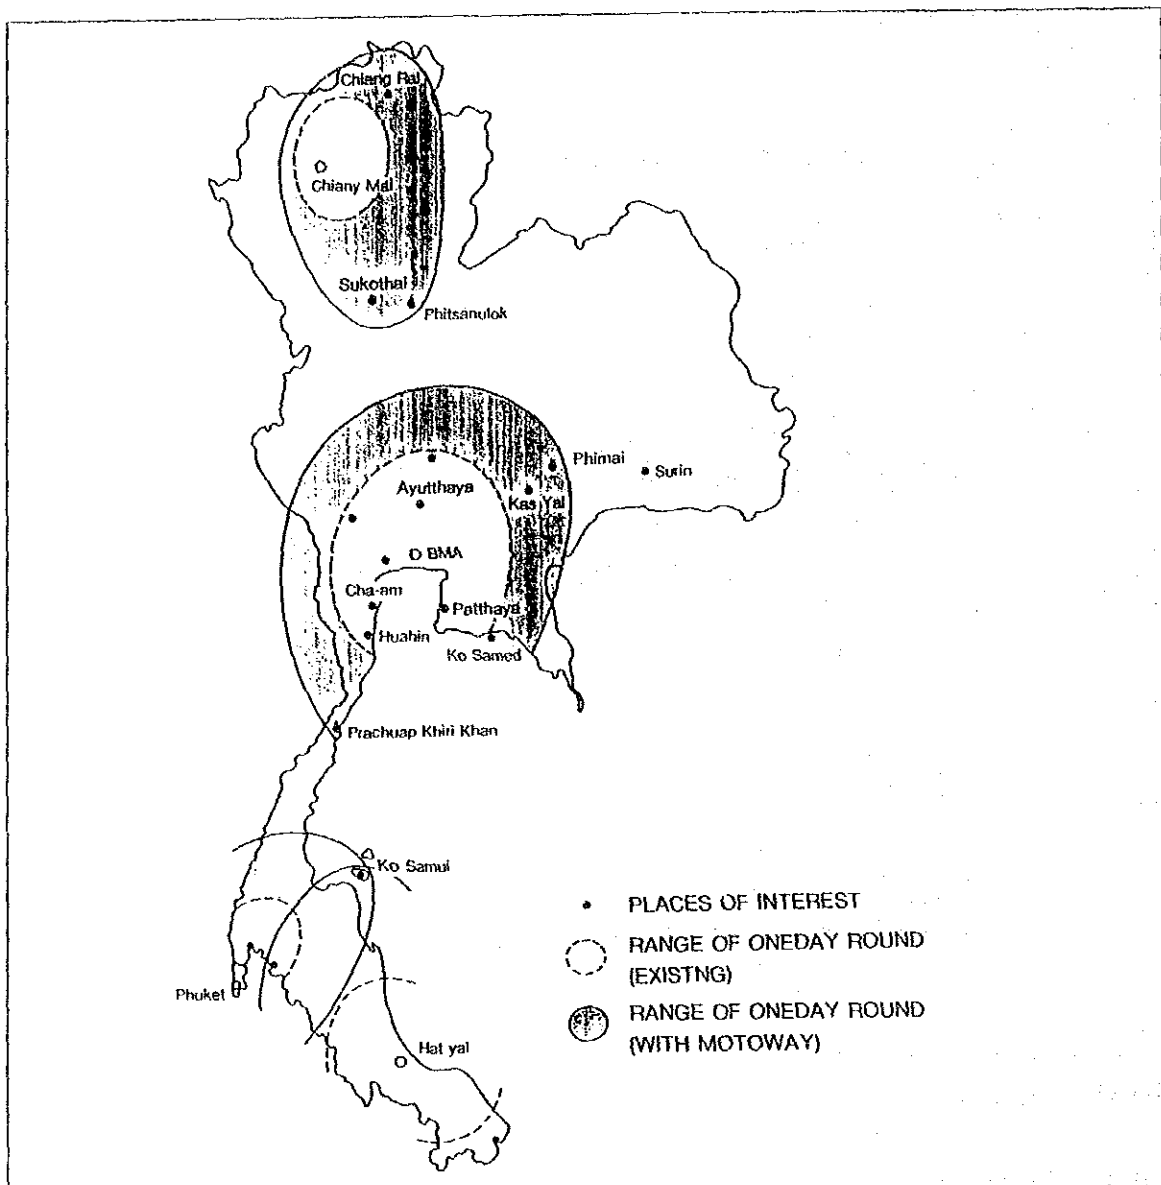 Chiang Rai
Chiany Mai
Sukothai
Phitsanulok
Phimai
Surin
Kas Yai
Ayutthaya
BMA
Cha-am
Patthaya
Huahin
Ko Samed
Prachuap Khiri Khan
Ko Samui
Phuket
Hat yai
PLACES OF INTEREST
RANGE OF ONEDAY ROUND
(EXISTNG)
RANGE OF ONEDAY ROUND
(WITH MOTOWAY)